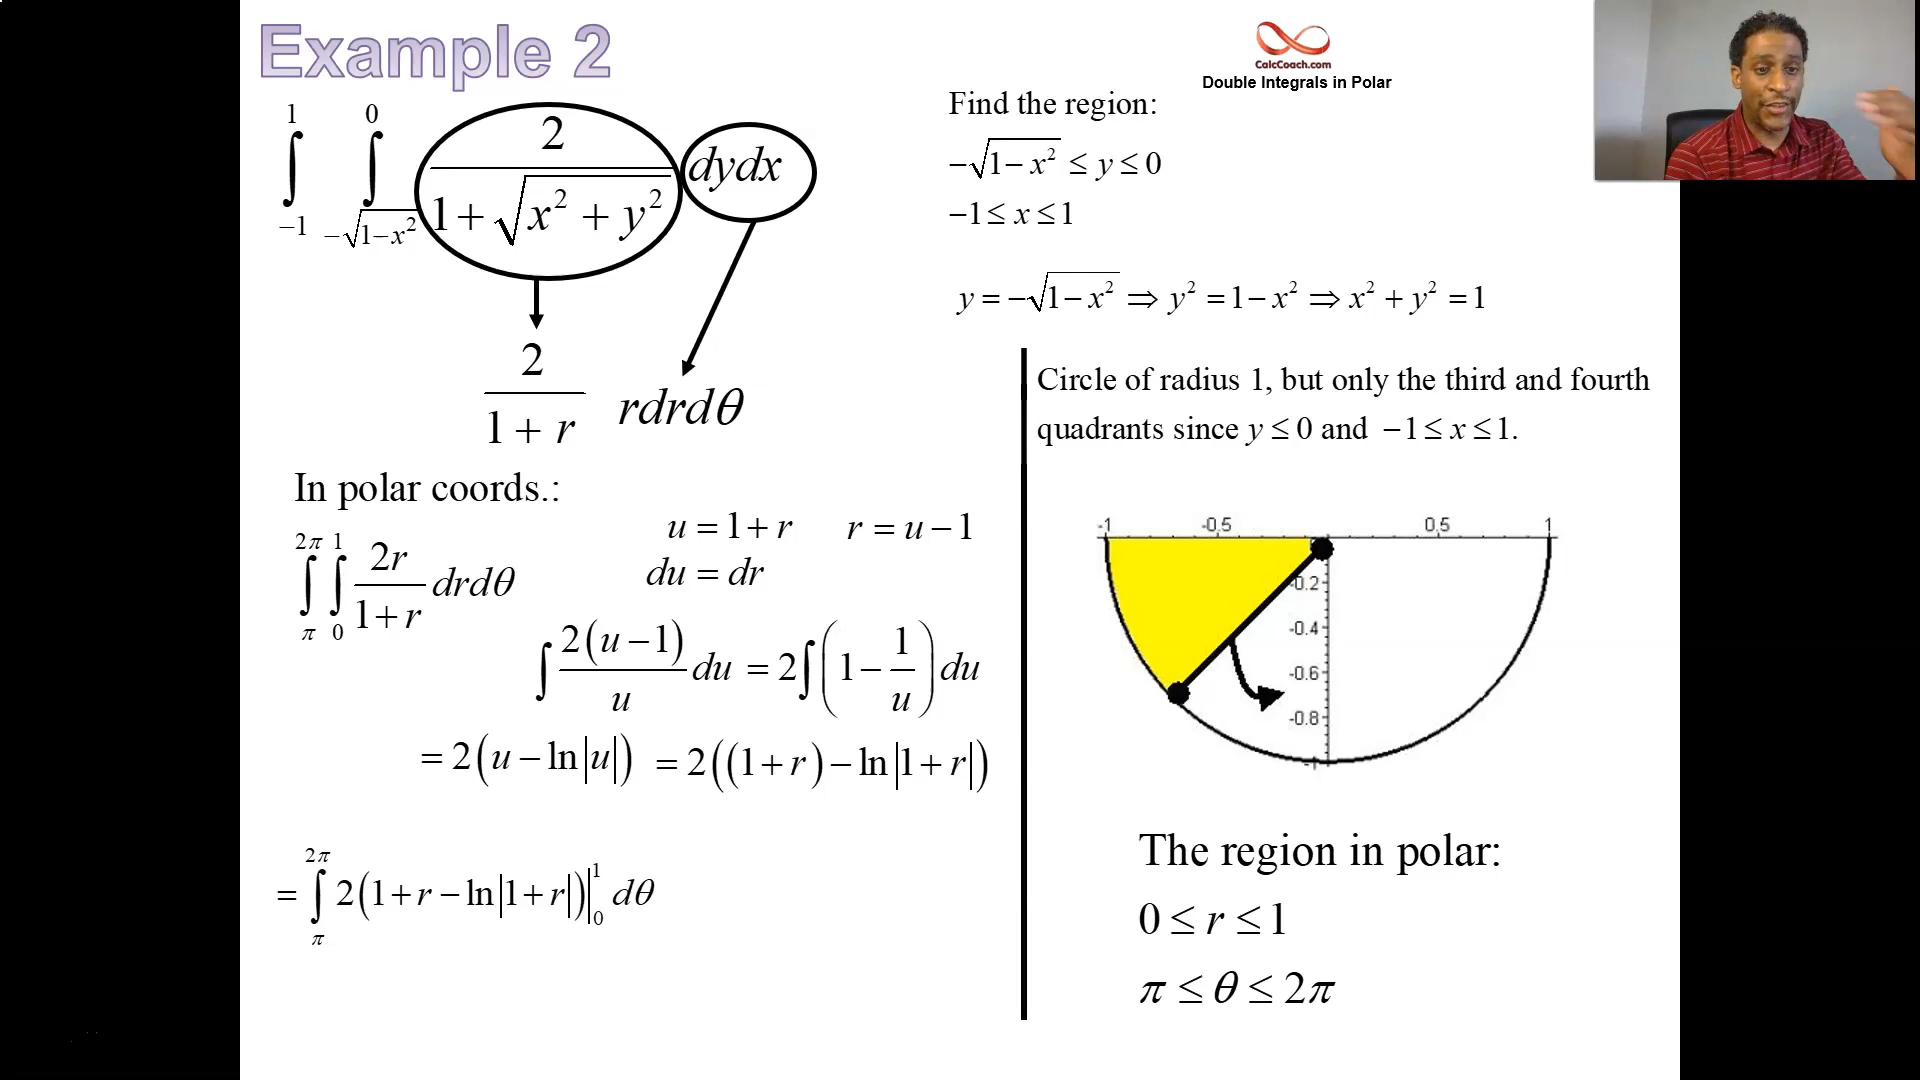 Example 2
CalcCoach.com
Double Integrals in Polar
∫_{-1}^{1} ∫_{-√(1-x²)}^{0} 2/(1+√(x²+y²)) dydx
2/(1+r) rdrdθ
In polar coords.:
∫_{π}^{2π} ∫_{0}^{1} 2r/(1+r) drdθ
u = 1+r r = u−1
du = dr
∫ 2(u−1)/u du = 2∫(1 − 1/u) du
= 2(u − ln|u|) = 2((1+r) − ln|1+r|)
= ∫_{π}^{2π} 2(1+r−ln|1+r|)|_{0}^{1} dθ
Find the region:
−√(1−x²) ≤ y ≤ 0
−1 ≤ x ≤ 1
y = −√(1−x²) ⇒ y² = 1−x² ⇒ x² + y² = 1
Circle of radius 1, but only the third and fourth
quadrants since y ≤ 0 and −1 ≤ x ≤ 1.
-1 -0.5 0.5 1
-0.2
-0.4
-0.6
-0.8
-1
The region in polar:
0 ≤ r ≤ 1
π ≤ θ ≤ 2π